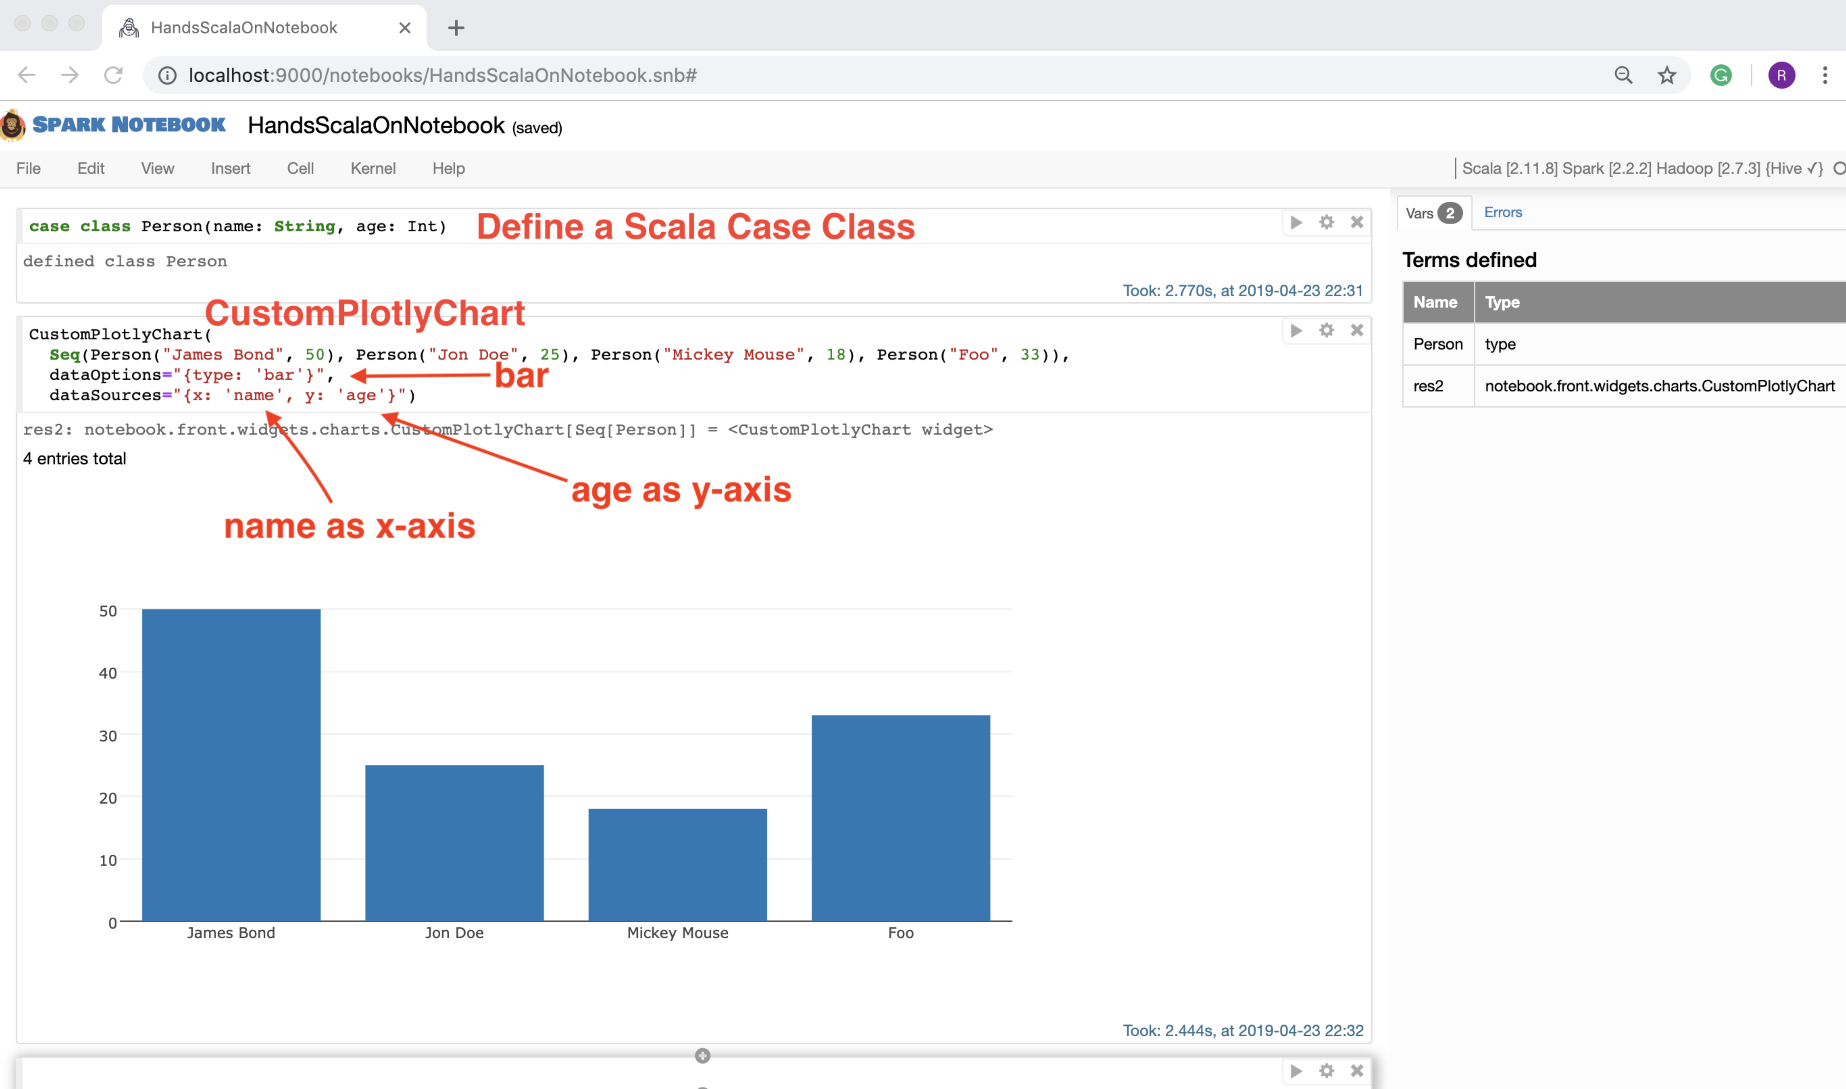 HandsScalaOnNotebook
localhost:9000/notebooks/HandsScalaOnNotebook.snb#
R
SPARK NOTEBOOK HandsScalaOnNotebook (saved)
File Edit View Insert Cell Kernel Help
Scala [2.11.8] Spark [2.2.2] Hadoop [2.7.3] {Hive ✓}
case class Person(name: String, age: Int)
Define a Scala Case Class
defined class Person
Took: 2.770s, at 2019-04-23 22:31
CustomPlotlyChart
CustomPlotlyChart(
Seq(Person("James Bond", 50), Person("Jon Doe", 25), Person("Mickey Mouse", 18), Person("Foo", 33)),
dataOptions="{type: 'bar'}",
bar
dataSources="{x: 'name', y: 'age'}")
res2: notebook.front.widgets.charts.CustomPlotlyChart[Seq[Person]] = <CustomPlotlyChart widget>
4 entries total
age as y-axis
name as x-axis
50
40
30
20
10
0
James Bond Jon Doe Mickey Mouse Foo
Took: 2.444s, at 2019-04-23 22:32
Vars 2 Errors
Terms defined
Name Type
Person type
res2 notebook.front.widgets.charts.CustomPlotlyChart